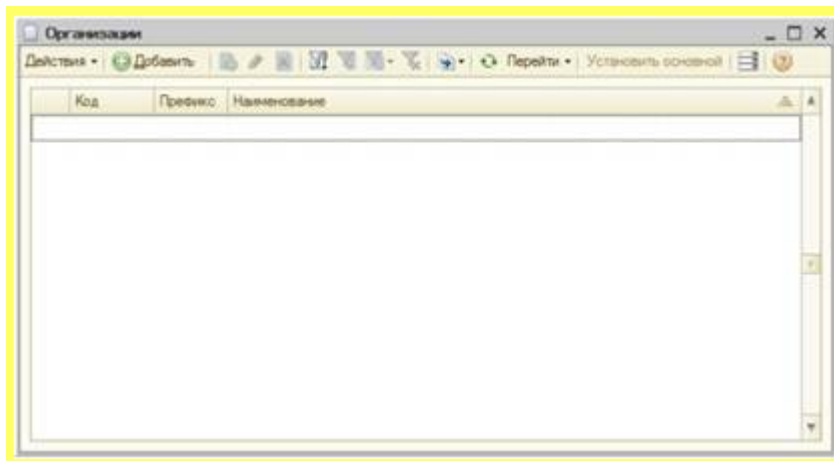 Организации
Действия Добавить Перейти Установить основной
Код Префикс Наименование